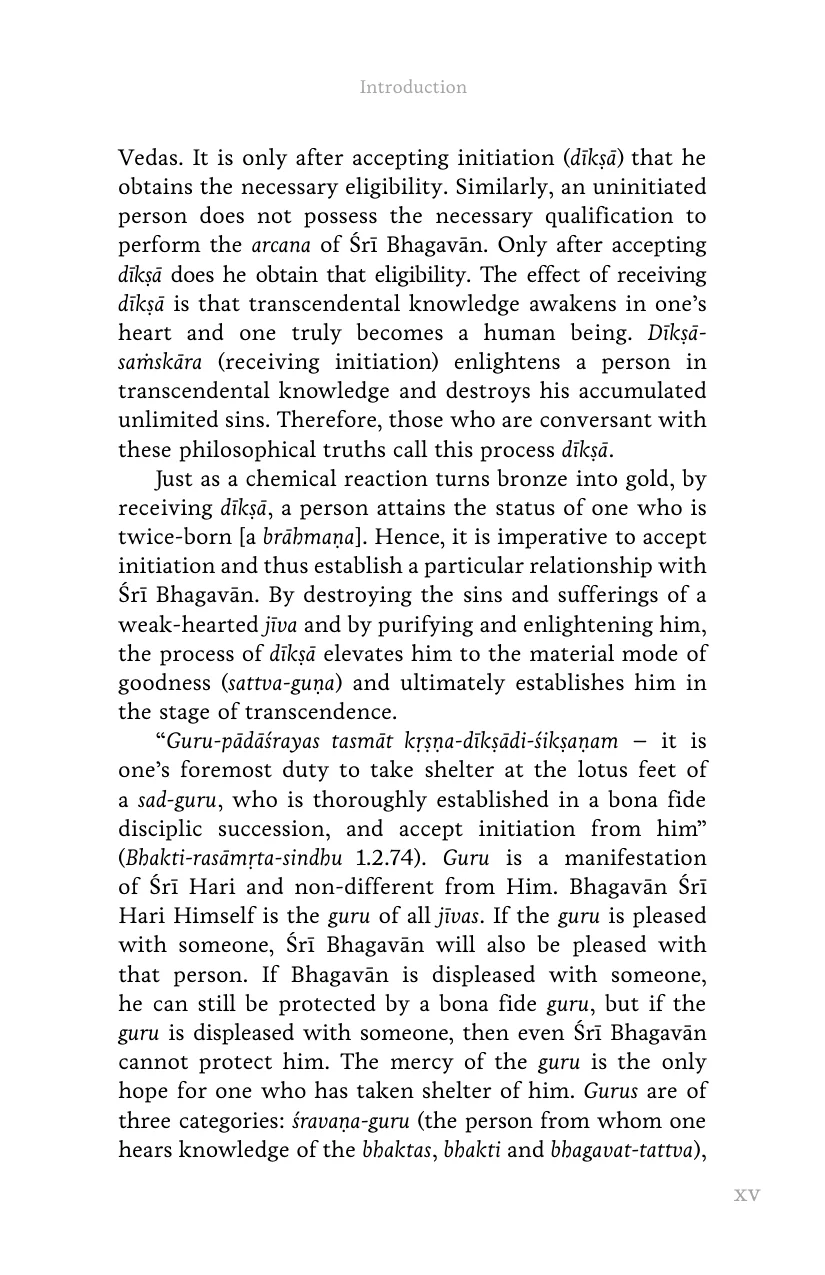 Introduction
Vedas. It is only after accepting initiation (dīkṣā) that he
obtains the necessary eligibility. Similarly, an uninitiated
person does not possess the necessary qualification to
perform the arcana of Śrī Bhagavān. Only after accepting
dīkṣā does he obtain that eligibility. The effect of receiving
dīkṣā is that transcendental knowledge awakens in one’s
heart and one truly becomes a human being. Dīkṣā-
saṁskāra (receiving initiation) enlightens a person in
transcendental knowledge and destroys his accumulated
unlimited sins. Therefore, those who are conversant with
these philosophical truths call this process dīkṣā.
Just as a chemical reaction turns bronze into gold, by
receiving dīkṣā, a person attains the status of one who is
twice-born [a brāhmaṇa]. Hence, it is imperative to accept
initiation and thus establish a particular relationship with
Śrī Bhagavān. By destroying the sins and sufferings of a
weak-hearted jīva and by purifying and enlightening him,
the process of dīkṣā elevates him to the material mode of
goodness (sattva-guṇa) and ultimately establishes him in
the stage of transcendence.
“Guru-pādāśrayas tasmāt kṛṣṇa-dīkṣādi-śikṣaṇam – it is
one’s foremost duty to take shelter at the lotus feet of
a sad-guru, who is thoroughly established in a bona fide
disciplic succession, and accept initiation from him”
(Bhakti-rasāmṛta-sindhu 1.2.74). Guru is a manifestation
of Śrī Hari and non-different from Him. Bhagavān Śrī
Hari Himself is the guru of all jīvas. If the guru is pleased
with someone, Śrī Bhagavān will also be pleased with
that person. If Bhagavān is displeased with someone,
he can still be protected by a bona fide guru, but if the
guru is displeased with someone, then even Śrī Bhagavān
cannot protect him. The mercy of the guru is the only
hope for one who has taken shelter of him. Gurus are of
three categories: śravaṇa-guru (the person from whom one
hears knowledge of the bhaktas, bhakti and bhagavat-tattva),
xv